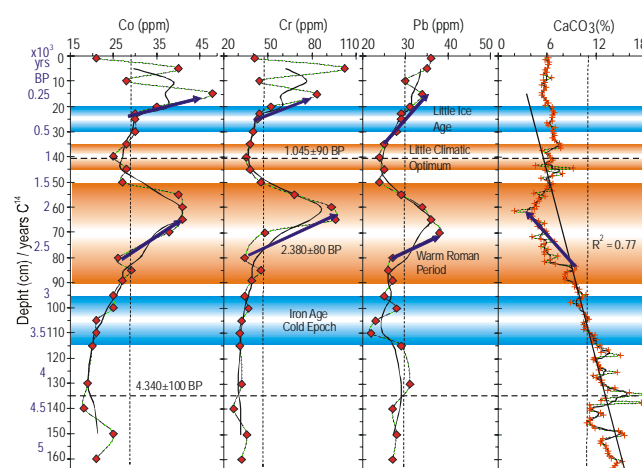 Co (ppm) Cr (ppm) Pb (ppm) CaCO3(%)
15 25 35 45 20 60 100 20 30 40 50 0 6 12 18
x10³
yrs
BP
0
10
0.25
20
0.5 30
1 40
1.5 50
2 60
70
2.5
80
90
3
100
3.5 110
120
4
130
4.5 140
150
5
160
Depht (cm) / years C14
Little Ice
Age
1.045±90 BP
Little Climatic
Optimum
2.380±80 BP
R² = 0.77
Warm Roman
Period
Iron Age
Cold Epoch
4.340±100 BP